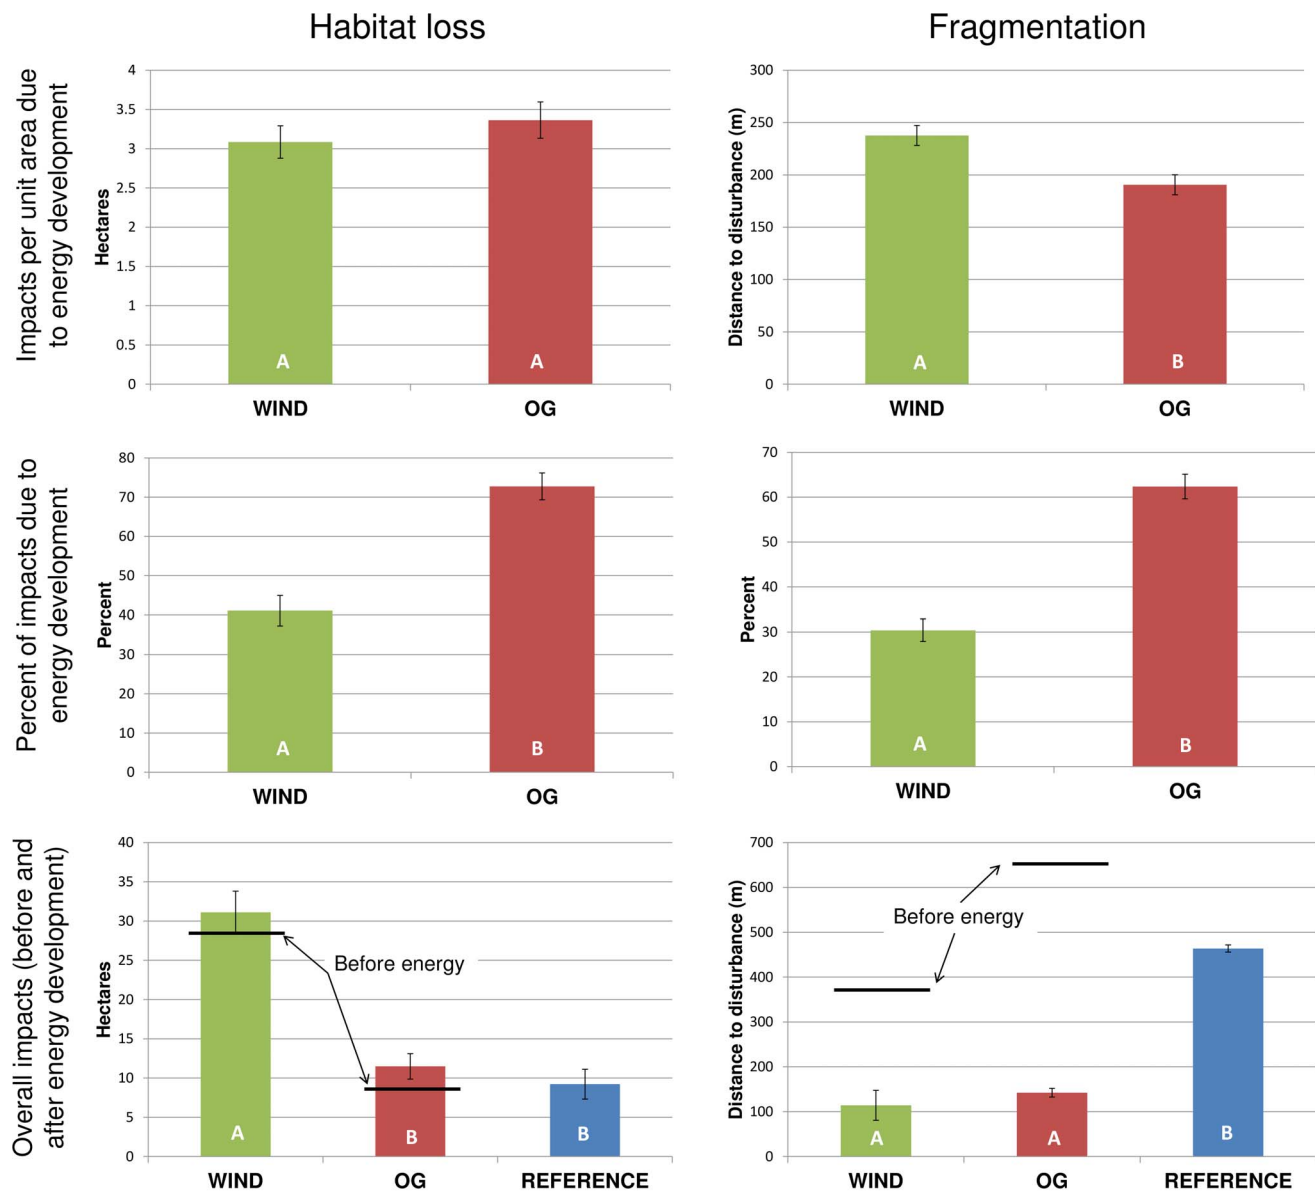 Habitat loss
Fragmentation
Impacts per unit area due
to energy development
Hectares
4
3.5
3
2.5
2
1.5
1
0.5
0
A
A
WIND
OG
Distance to disturbance (m)
300
250
200
150
100
50
0
A
B
WIND
OG
Percent of impacts due to
energy development
Percent
80
70
60
50
40
30
20
10
0
A
B
WIND
OG
Percent
70
60
50
40
30
20
10
0
A
B
WIND
OG
Overall impacts (before and
after energy development)
Hectares
40
35
30
25
20
15
10
5
0
Before energy
A
B
B
WIND
OG
REFERENCE
Distance to disturbance (m)
700
600
500
400
300
200
100
0
Before energy
A
A
B
WIND
OG
REFERENCE